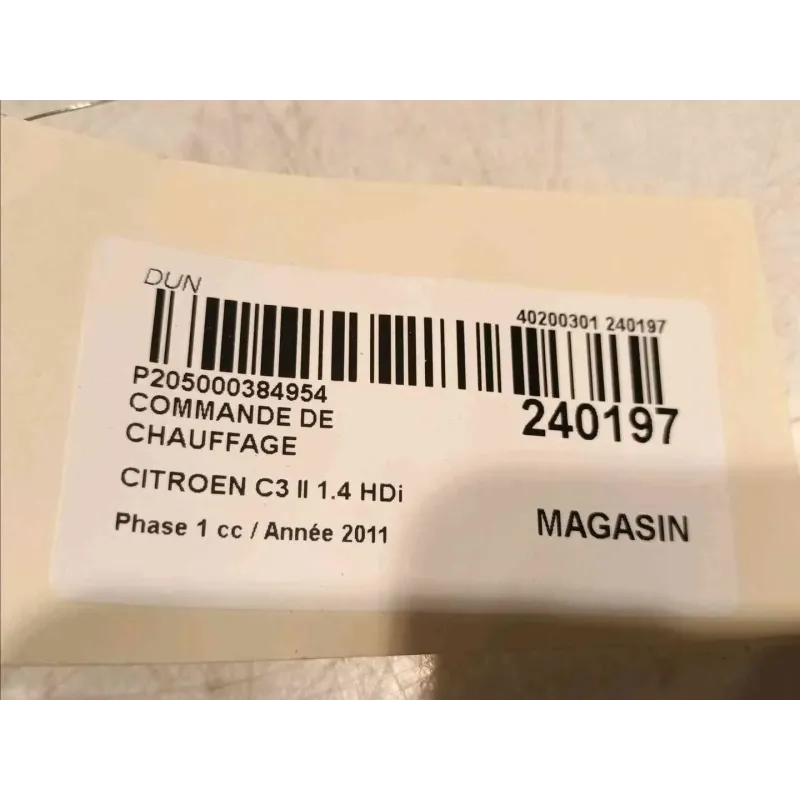 DUN
40200301 240197
P205000384954
240197
COMMANDE DE
CHAUFFAGE
CITROEN C3 II 1.4 HDi
Phase 1 cc / Année 2011
MAGASIN